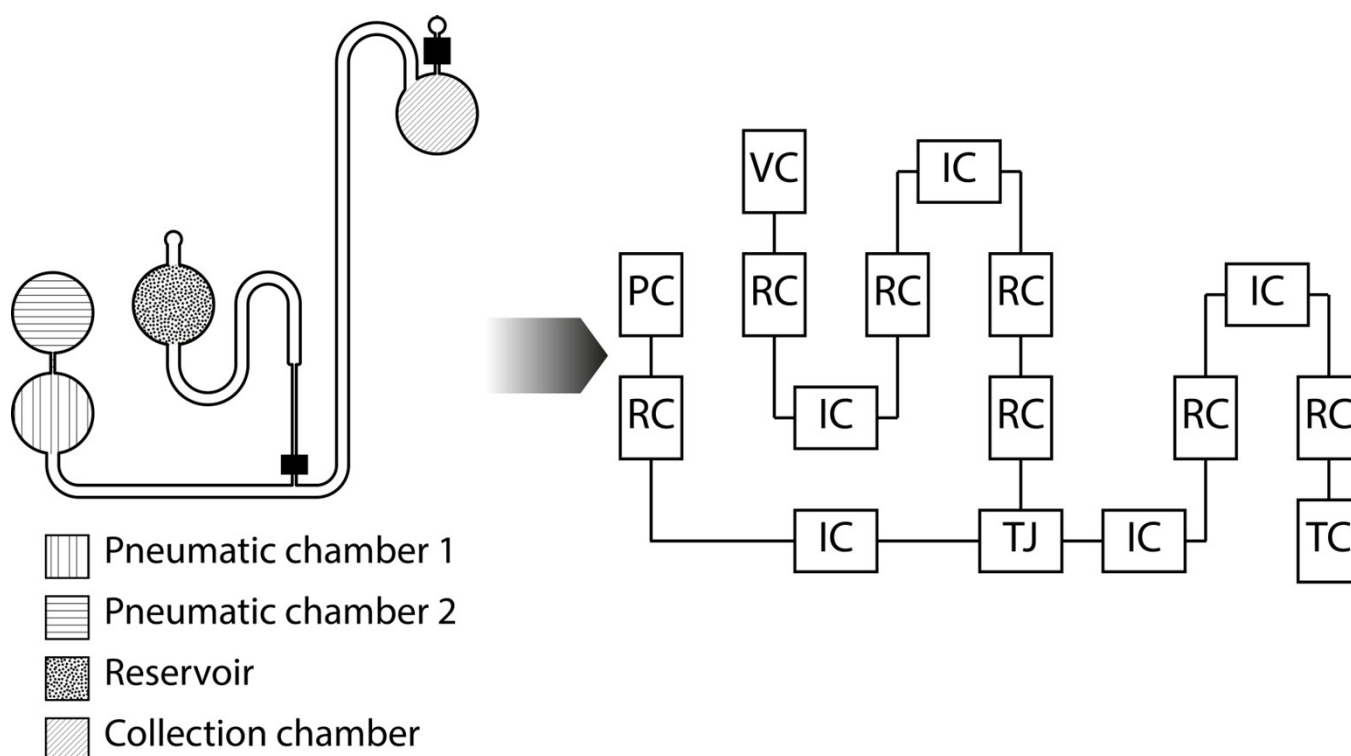 VC
IC
PC
RC
RC
RC
IC
RC
IC
RC
RC
RC
IC
TJ
IC
TC
Pneumatic chamber 1
Pneumatic chamber 2
Reservoir
Collection chamber